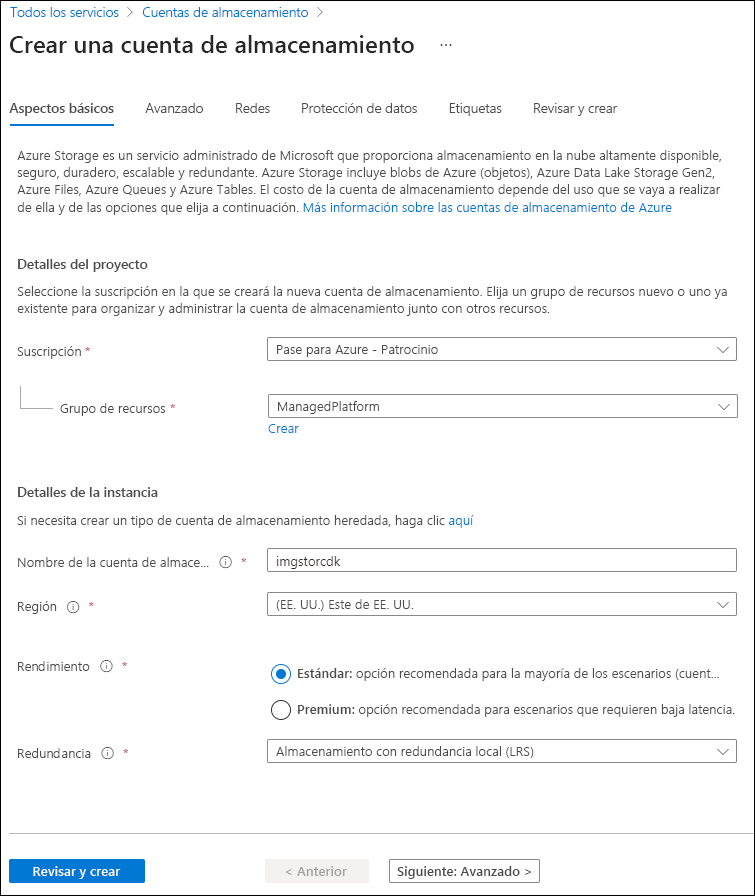 Todos los servicios > Cuentas de almacenamiento >
Crear una cuenta de almacenamiento ...
Aspectos básicos Avanzado Redes Protección de datos Etiquetas Revisar y crear
Azure Storage es un servicio administrado de Microsoft que proporciona almacenamiento en la nube altamente disponible,
seguro, duradero, escalable y redundante. Azure Storage incluye blobs de Azure (objetos), Azure Data Lake Storage Gen2,
Azure Files, Azure Queues y Azure Tables. El costo de la cuenta de almacenamiento depende del uso que se vaya a realizar
de ella y de las opciones que elija a continuación. Más información sobre las cuentas de almacenamiento de Azure
Detalles del proyecto
Seleccione la suscripción en la que se creará la nueva cuenta de almacenamiento. Elija un grupo de recursos nuevo o uno ya
existente para organizar y administrar la cuenta de almacenamiento junto con otros recursos.
Suscripción * Pase para Azure - Patrocinio
Grupo de recursos * ManagedPlatform
Crear
Detalles de la instancia
Si necesita crear un tipo de cuenta de almacenamiento heredada, haga clic aquí
Nombre de la cuenta de almace... * imgstorcdk
Región * (EE. UU.) Este de EE. UU.
Rendimiento * Estándar: opción recomendada para la mayoría de los escenarios (cuent...
Premium: opción recomendada para escenarios que requieren baja latencia.
Redundancia * Almacenamiento con redundancia local (LRS)
Revisar y crear < Anterior Siguiente: Avanzado >